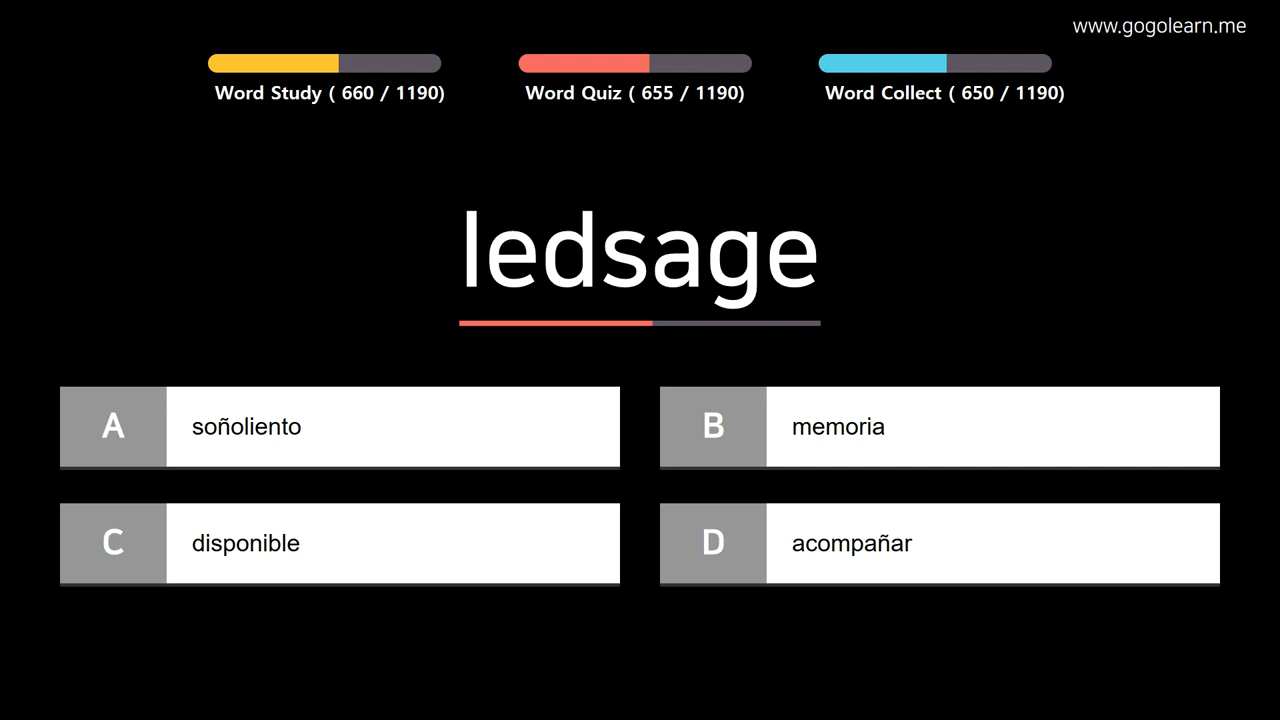 www.gogolearn.me
Word Study ( 660 / 1190)
Word Quiz ( 655 / 1190)
Word Collect ( 650 / 1190)
ledsage
A soñoliento
B memoria
C disponible
D acompañar